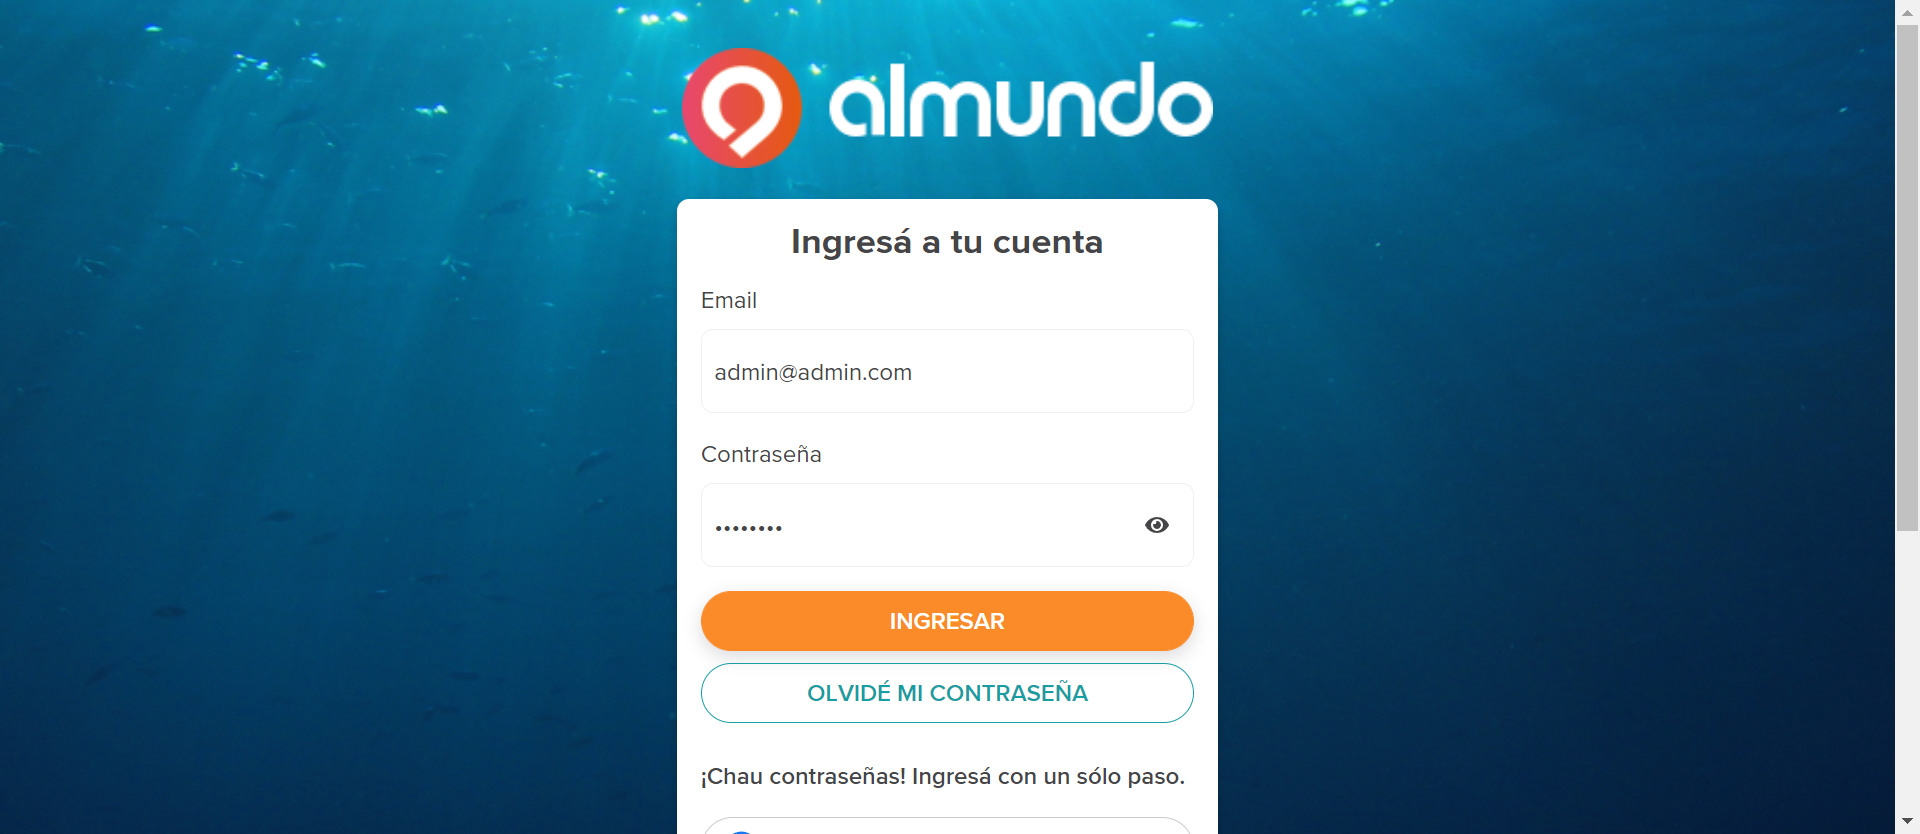 almundo
Ingresá a tu cuenta
Email
admin@admin.com
Contraseña
••••••••
INGRESAR
OLVIDÉ MI CONTRASEÑA
¡Chau contraseñas! Ingresá con un sólo paso.